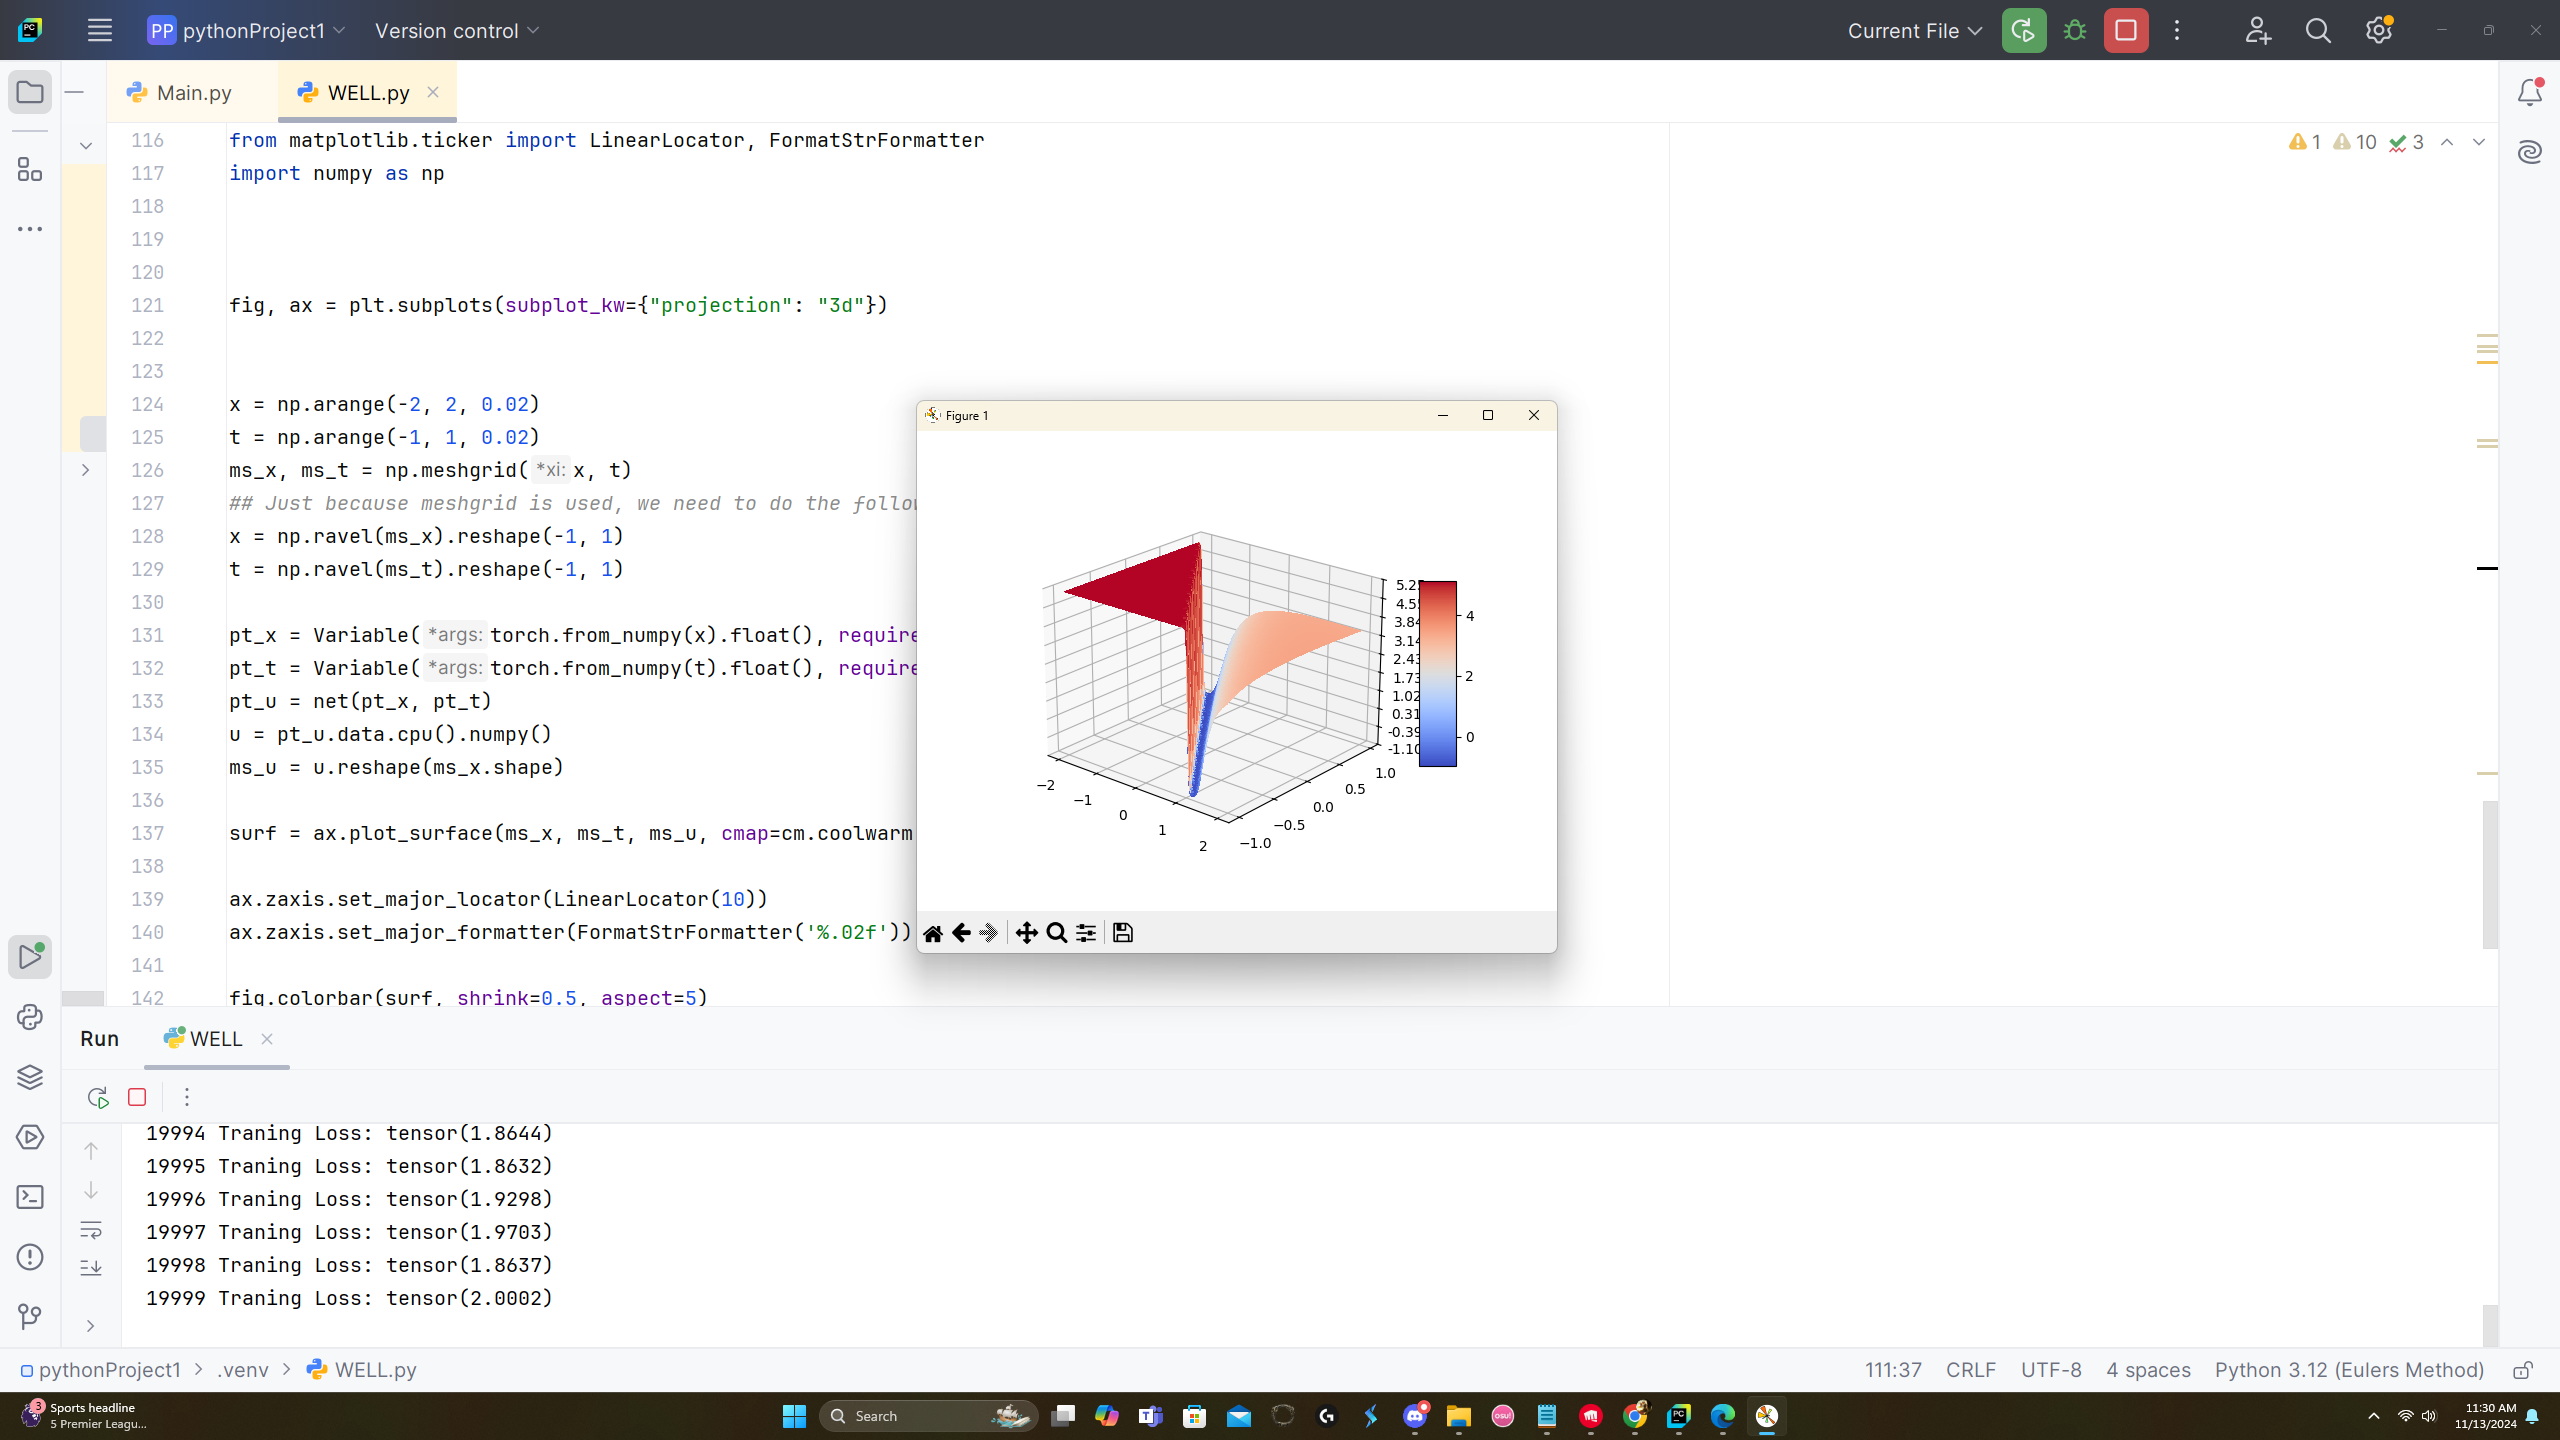 PP pythonProject1 Version control Current File
Main.py WELL.py
116 from matplotlib.ticker import LinearLocator, FormatStrFormatter 1 10 3
117 import numpy as np
118
119
120
121 fig, ax = plt.subplots(subplot_kw={"projection": "3d"})
122
123
124 x = np.arange(-2, 2, 0.02)
125 t = np.arange(-1, 1, 0.02)
126 ms_x, ms_t = np.meshgrid( *xi: x, t)
127 ## Just because meshgrid is used, we need to do the follow
128 x = np.ravel(ms_x).reshape(-1, 1)
129 t = np.ravel(ms_t).reshape(-1, 1)
130
131 pt_x = Variable( *args: torch.from_numpy(x).float(), require
132 pt_t = Variable( *args: torch.from_numpy(t).float(), require
133 pt_u = net(pt_x, pt_t)
134 u = pt_u.data.cpu().numpy()
135 ms_u = u.reshape(ms_x.shape)
136
137 surf = ax.plot_surface(ms_x, ms_t, ms_u, cmap=cm.coolwarm
138
139 ax.zaxis.set_major_locator(LinearLocator(10))
140 ax.zaxis.set_major_formatter(FormatStrFormatter('%.02f'))
141
142 fig.colorbar(surf, shrink=0.5, aspect=5)
Figure 1
5.25
4.55
3.84
3.14
2.43
1.73
1.02
0.31
-0.39
-1.10
4
2
0
−2
−1
0
1
2
−1.0
−0.5
0.0
0.5
1.0
Run WELL
19994 Traning Loss: tensor(1.8644)
19995 Traning Loss: tensor(1.8632)
19996 Traning Loss: tensor(1.9298)
19997 Traning Loss: tensor(1.9703)
19998 Traning Loss: tensor(1.8637)
19999 Traning Loss: tensor(2.0002)
pythonProject1 > .venv > WELL.py 111:37 CRLF UTF-8 4 spaces Python 3.12 (Eulers Method)
3 Sports headline
5 Premier Leagu...
Search
osu!
11:30 AM
11/13/2024